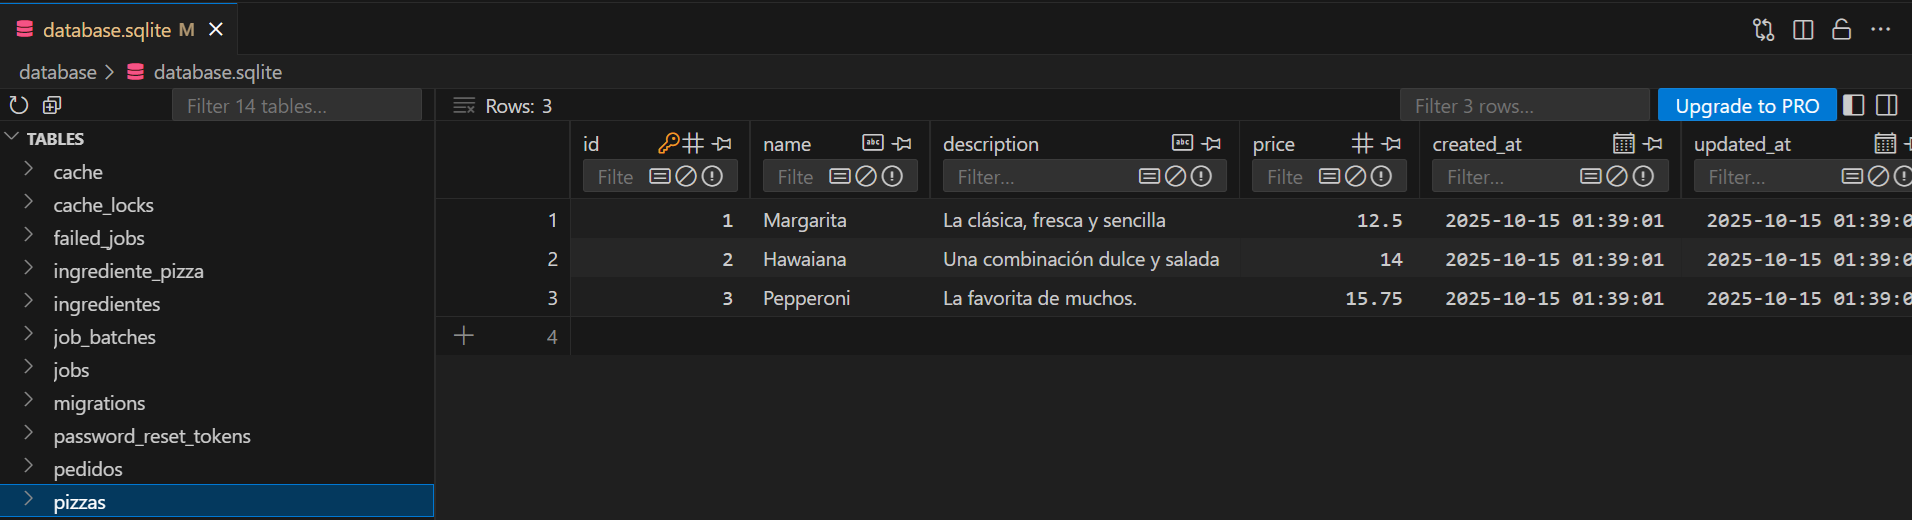 database.sqlite M
database > database.sqlite
Filter 14 tables...
Rows: 3
Filter 3 rows...
Upgrade to PRO
TABLES
cache
cache_locks
failed_jobs
ingrediente_pizza
ingredientes
job_batches
jobs
migrations
password_reset_tokens
pedidos
pizzas
id name description price created_at updated_at
Filte Filte Filter... Filte Filter... Filter...
1 1 Margarita La clásica, fresca y sencilla 12.5 2025-10-15 01:39:01 2025-10-15 01:39:0
2 2 Hawaiana Una combinación dulce y salada 14 2025-10-15 01:39:01 2025-10-15 01:39:0
3 3 Pepperoni La favorita de muchos. 15.75 2025-10-15 01:39:01 2025-10-15 01:39:0
4